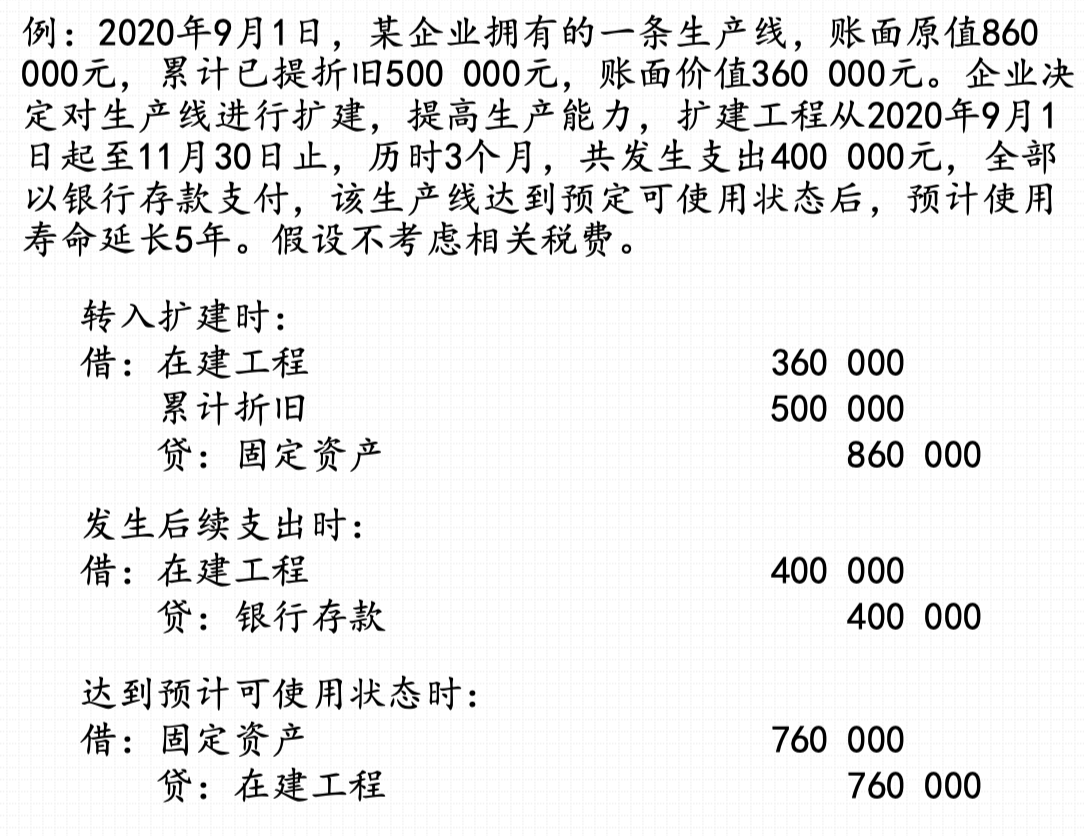 例：2020年9月1日，某企业拥有的一条生产线，账面原值860
000元，累计已提折旧500 000元，账面价值360 000元。企业决
定对生产线进行扩建，提高生产能力，扩建工程从2020年9月1
日起至11月30日止，历时3个月，共发生支出400 000元，全部
以银行存款支付，该生产线达到预定可使用状态后，预计使用
寿命延长5年。假设不考虑相关税费。
转入扩建时：
借：在建工程 360 000
累计折旧 500 000
贷：固定资产 860 000
发生后续支出时：
借：在建工程 400 000
贷：银行存款 400 000
达到预计可使用状态时：
借：固定资产 760 000
贷：在建工程 760 000